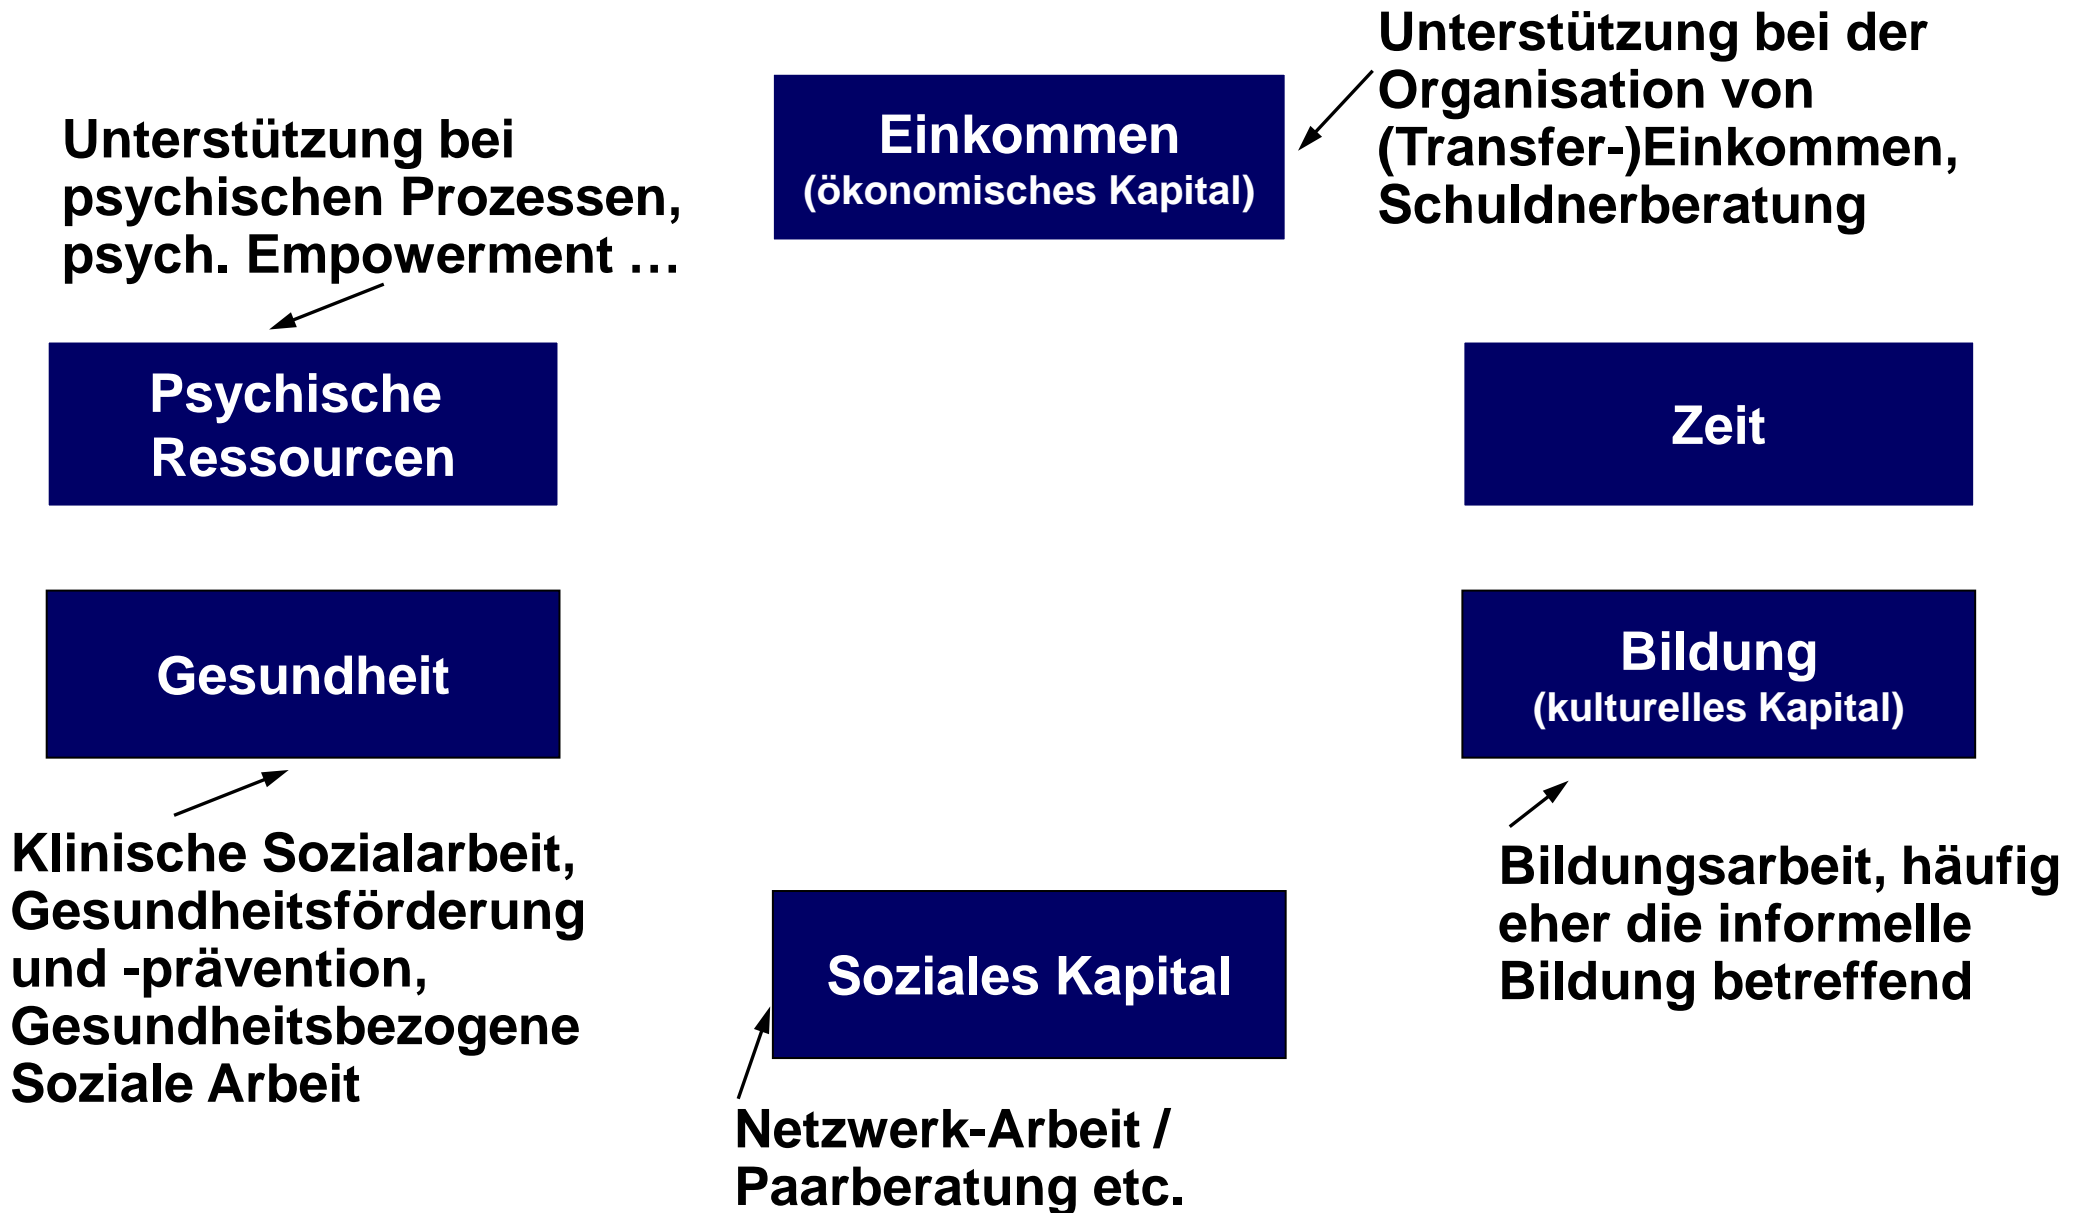 Unterstützung bei der
Organisation von
(Transfer-)Einkommen,
Schuldnerberatung
Einkommen
(ökonomisches Kapital)
Unterstützung bei
psychischen Prozessen,
psych. Empowerment …
Psychische
Ressourcen
Zeit
Gesundheit
Bildung
(kulturelles Kapital)
Klinische Sozialarbeit,
Gesundheitsförderung
und -prävention,
Gesundheitsbezogene
Soziale Arbeit
Soziales Kapital
Bildungsarbeit, häufig
eher die informelle
Bildung betreffend
Netzwerk-Arbeit /
Paarberatung etc.